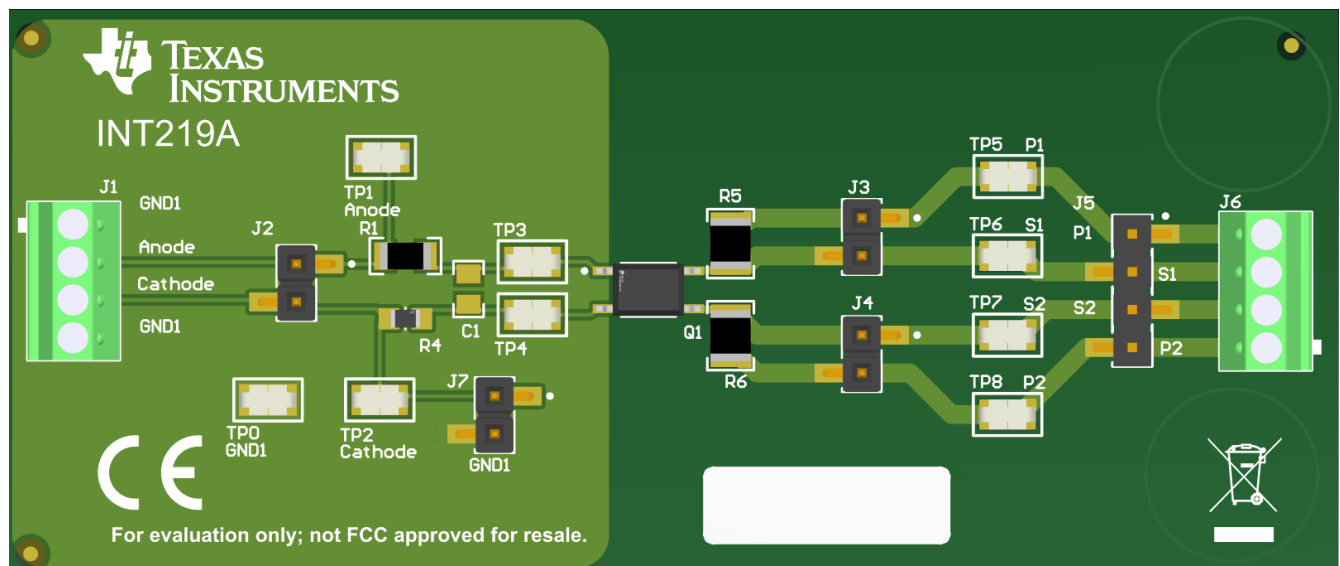 TEXAS
INSTRUMENTS
INT219A
J1
GND1
Anode
Cathode
GND1
J2
TP1
Anode
R1
TP3
C1
R4
TP4
TP0
GND1
TP2
Cathode
J7
GND1
CE
For evaluation only; not FCC approved for resale.
Q1
R5
R6
J3
J4
TP5 P1
TP6 S1
TP7 S2
TP8 P2
J5
P1
S1
S2
P2
J6